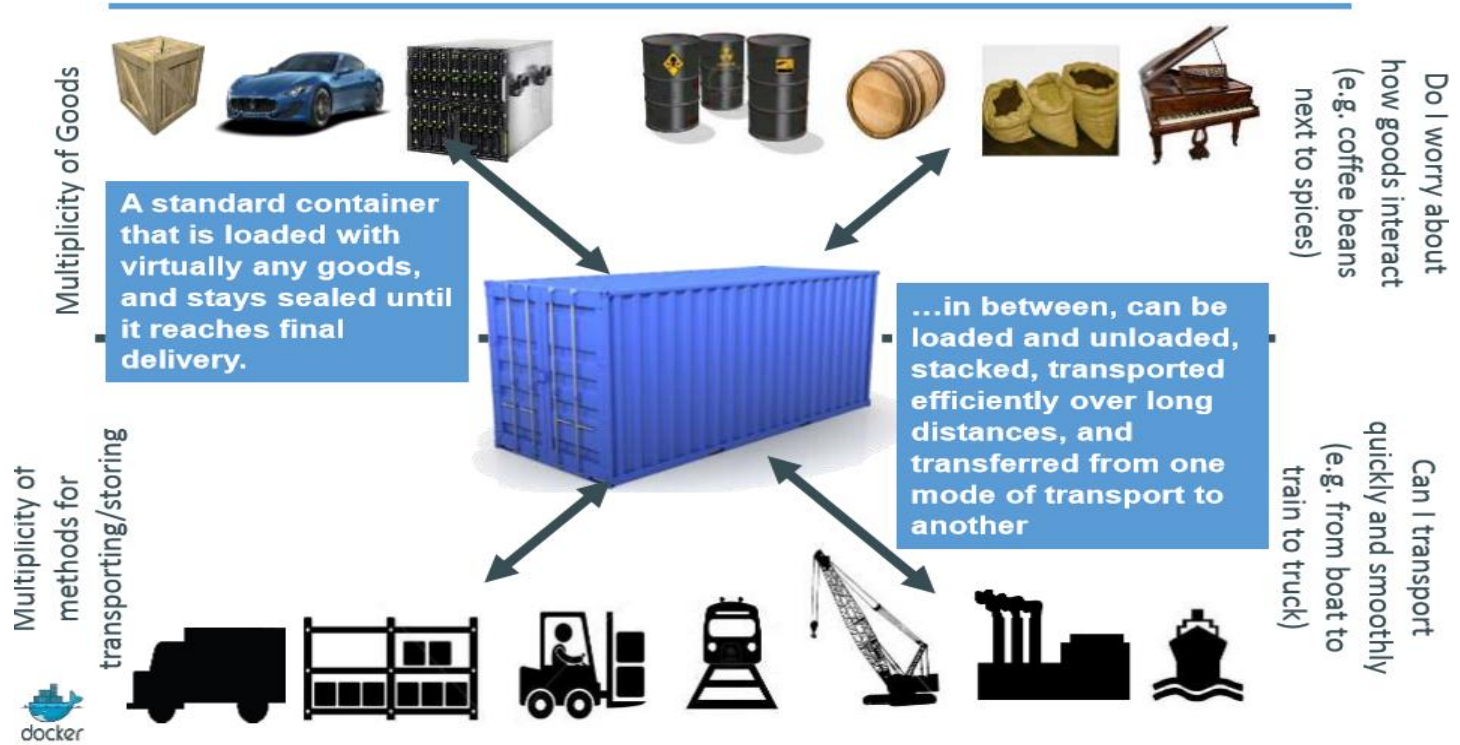 Multiplicity of Goods
Do I worry about
how goods interact
(e.g. coffee beans
next to spices)
A standard container
that is loaded with
virtually any goods,
and stays sealed until
it reaches final
delivery.
…in between, can be
loaded and unloaded,
stacked, transported
efficiently over long
distances, and
transferred from one
mode of transport to
another
Multiplicity of
methods for
transporting/storing
Can I transport
quickly and smoothly
(e.g. from boat to
train to truck)
docker